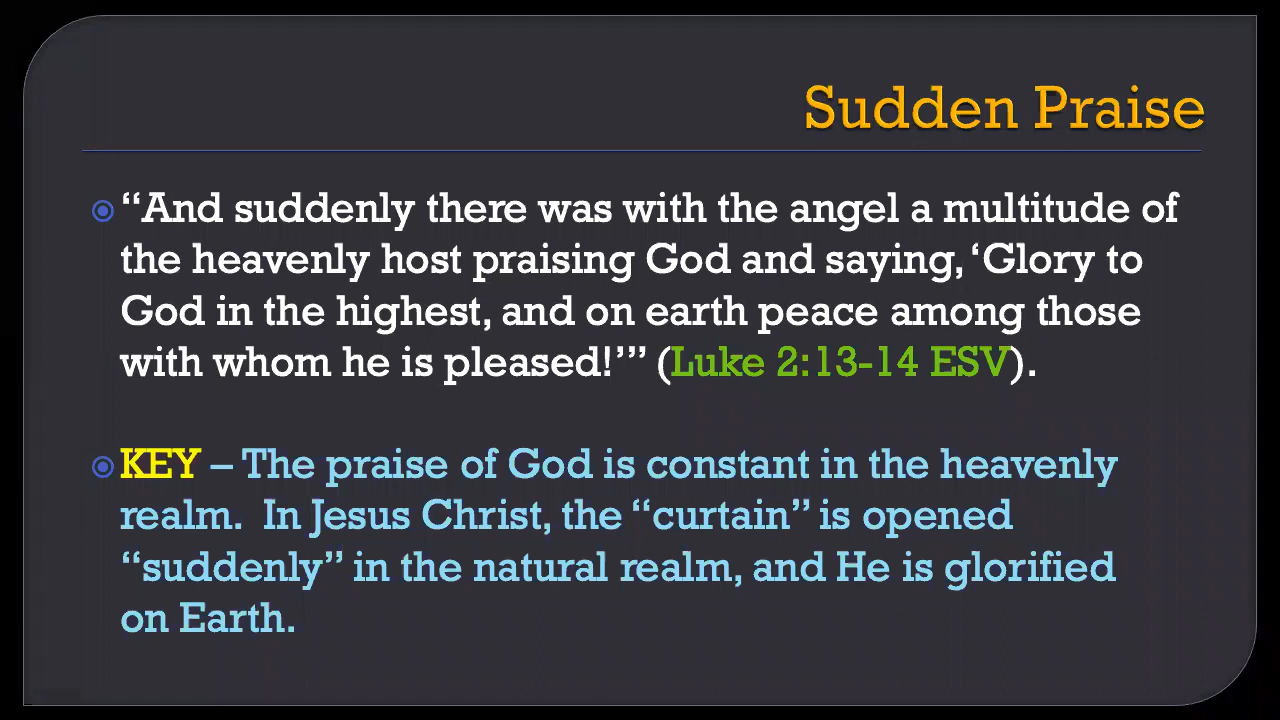 Sudden Praise
“And suddenly there was with the angel a multitude of
the heavenly host praising God and saying, ‘Glory to
God in the highest, and on earth peace among those
with whom he is pleased!’” (Luke 2:13-14 ESV).
KEY – The praise of God is constant in the heavenly
realm.  In Jesus Christ, the “curtain” is opened
“suddenly” in the natural realm, and He is glorified
on Earth.